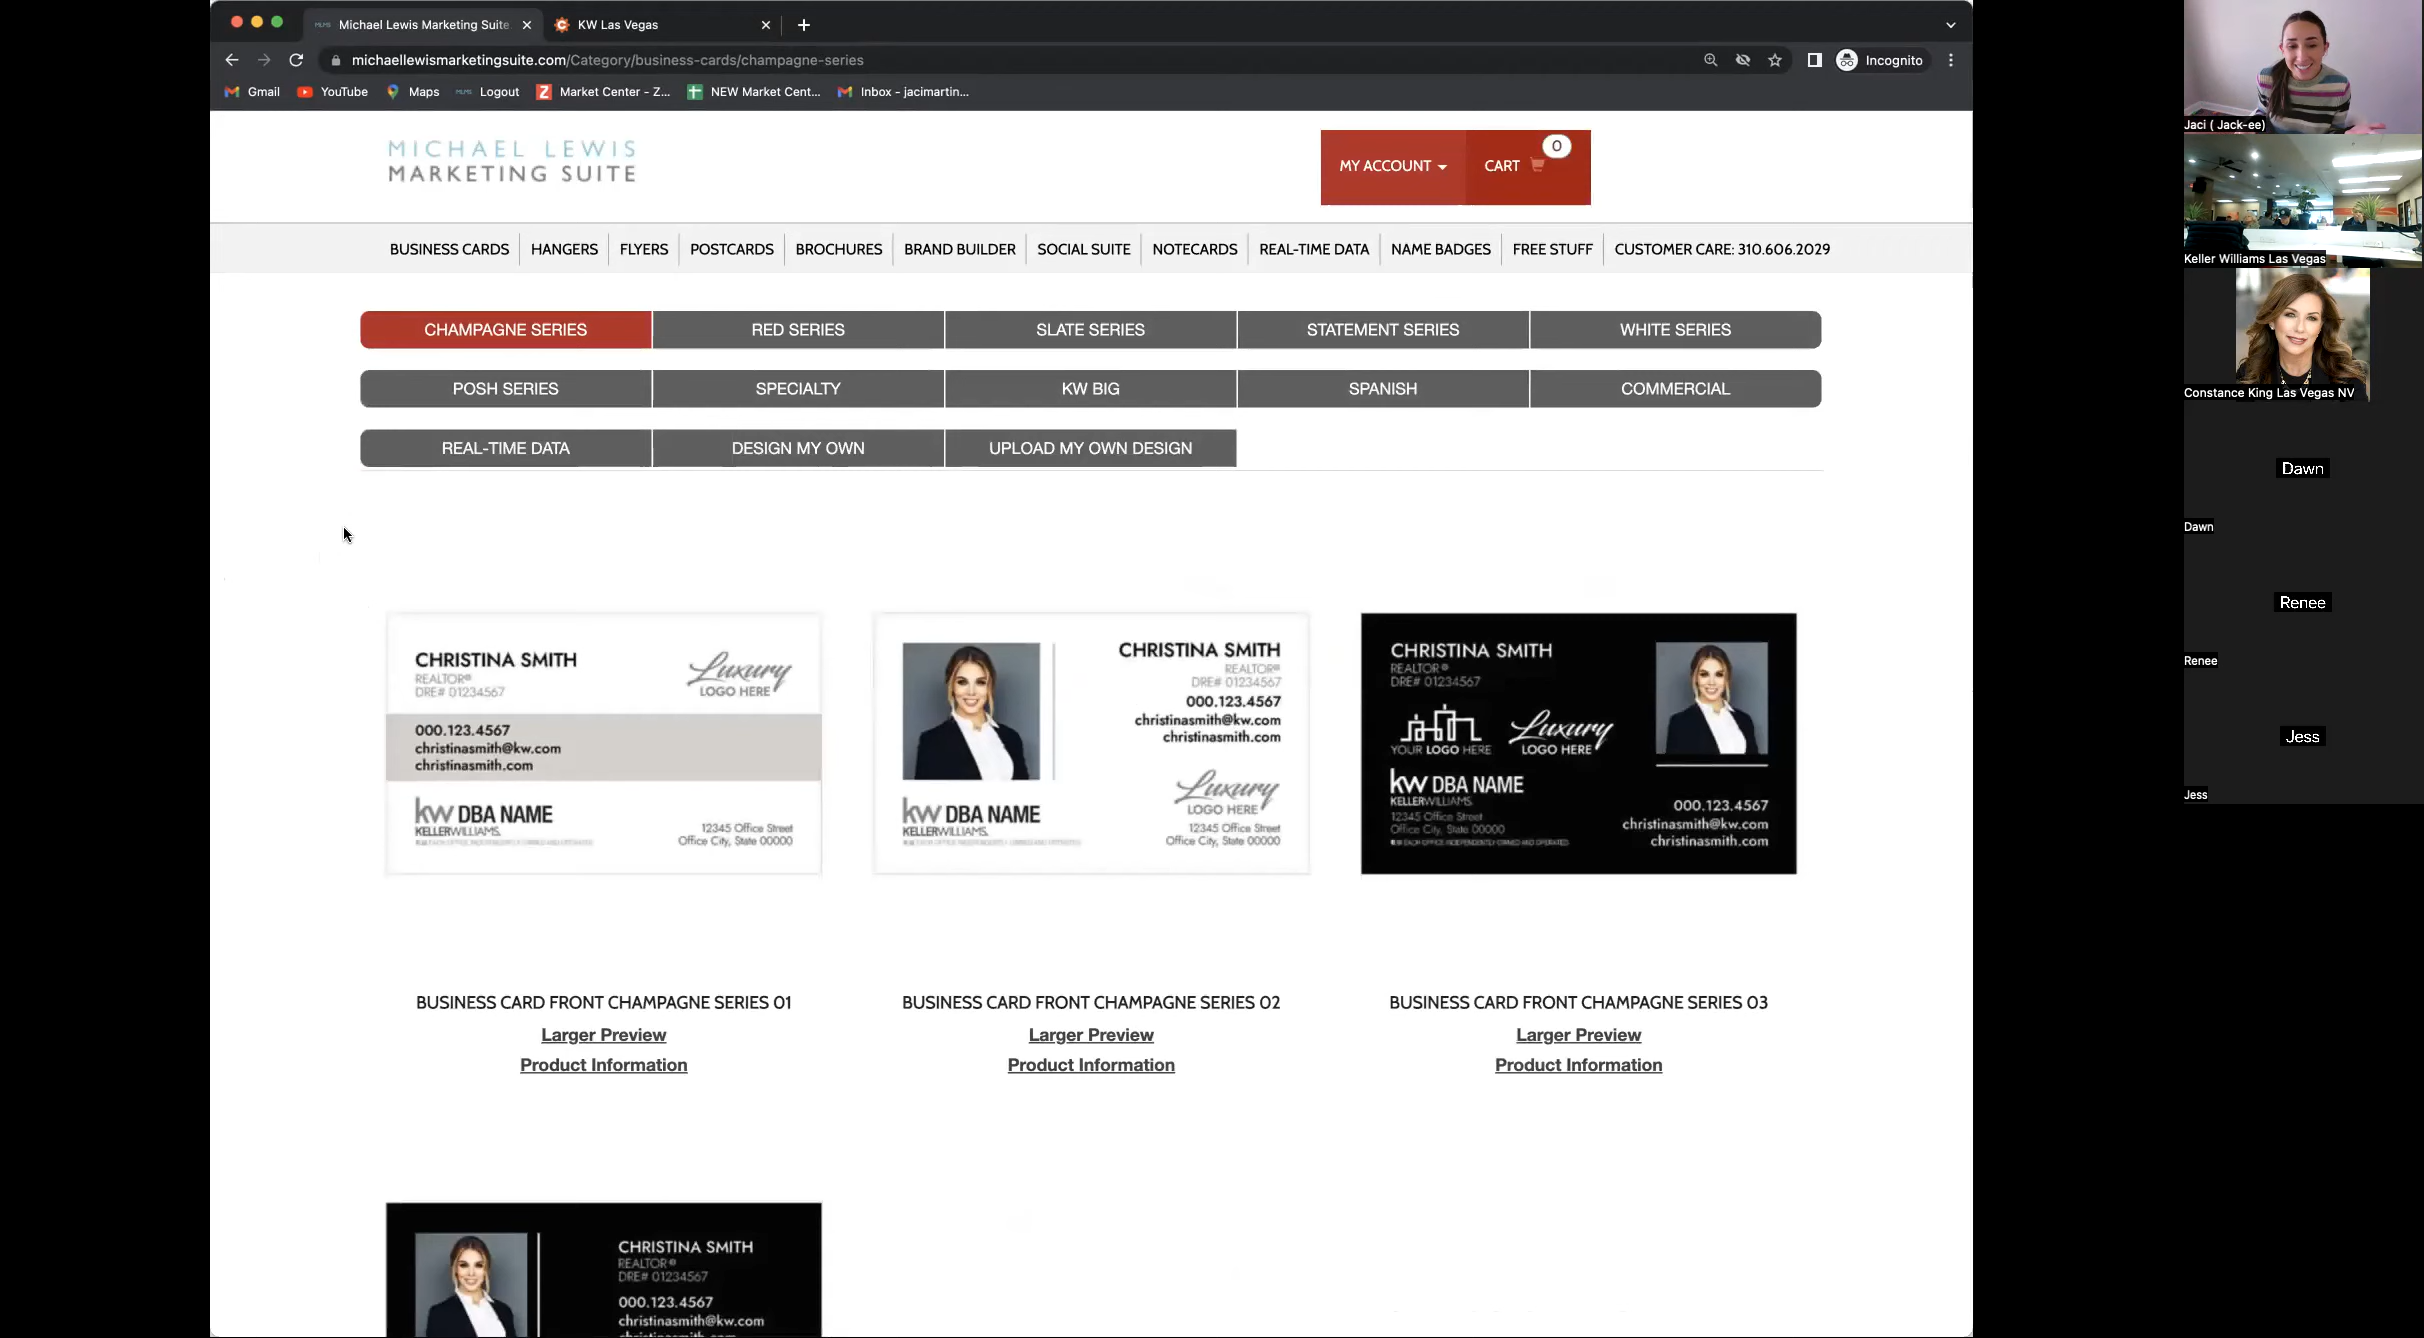 Michael Lewis Marketing Suite
KW Las Vegas
michaellewismarketingsuite.com/Category/business-cards/champagne-series
Incognito
Gmail
YouTube
Maps
Logout
Market Center - Z...
NEW Market Cent...
Inbox - jacimartin...
MICHAEL LEWIS
MARKETING SUITE
MY ACCOUNT
CART
0
BUSINESS CARDS
HANGERS
FLYERS
POSTCARDS
BROCHURES
BRAND BUILDER
SOCIAL SUITE
NOTECARDS
REAL-TIME DATA
NAME BADGES
FREE STUFF
CUSTOMER CARE: 310.606.2029
CHAMPAGNE SERIES
RED SERIES
SLATE SERIES
STATEMENT SERIES
WHITE SERIES
POSH SERIES
SPECIALTY
KW BIG
SPANISH
COMMERCIAL
REAL-TIME DATA
DESIGN MY OWN
UPLOAD MY OWN DESIGN
CHRISTINA SMITH
REALTOR®
DRE# 01234567
Luxury
LOGO HERE
000.123.4567
christinasmith@kw.com
christinasmith.com
kw DBA NAME
KELLERWILLIAMS.
12345 Office Street
Office City, State 00000
CHRISTINA SMITH
REALTOR®
DRE# 01234567
000.123.4567
christinasmith@kw.com
christinasmith.com
Luxury
LOGO HERE
kw DBA NAME
KELLERWILLIAMS.
12345 Office Street
Office City, State 00000
CHRISTINA SMITH
REALTOR®
DRE# 01234567
YOUR LOGO HERE
Luxury
LOGO HERE
kw DBA NAME
KELLERWILLIAMS.
12345 Office Street
Office City, State 00000
EACH OFFICE INDEPENDENTLY OWNED AND OPERATED
000.123.4567
christinasmith@kw.com
christinasmith.com
BUSINESS CARD FRONT CHAMPAGNE SERIES 01
Larger Preview
Product Information
BUSINESS CARD FRONT CHAMPAGNE SERIES 02
Larger Preview
Product Information
BUSINESS CARD FRONT CHAMPAGNE SERIES 03
Larger Preview
Product Information
CHRISTINA SMITH
REALTOR®
DRE# 01234567
000.123.4567
christinasmith@kw.com
Jaci ( Jack-ee)
Keller Williams Las Vegas
Constance King Las Vegas NV
Dawn
Dawn
Renee
Renee
Jess
Jess